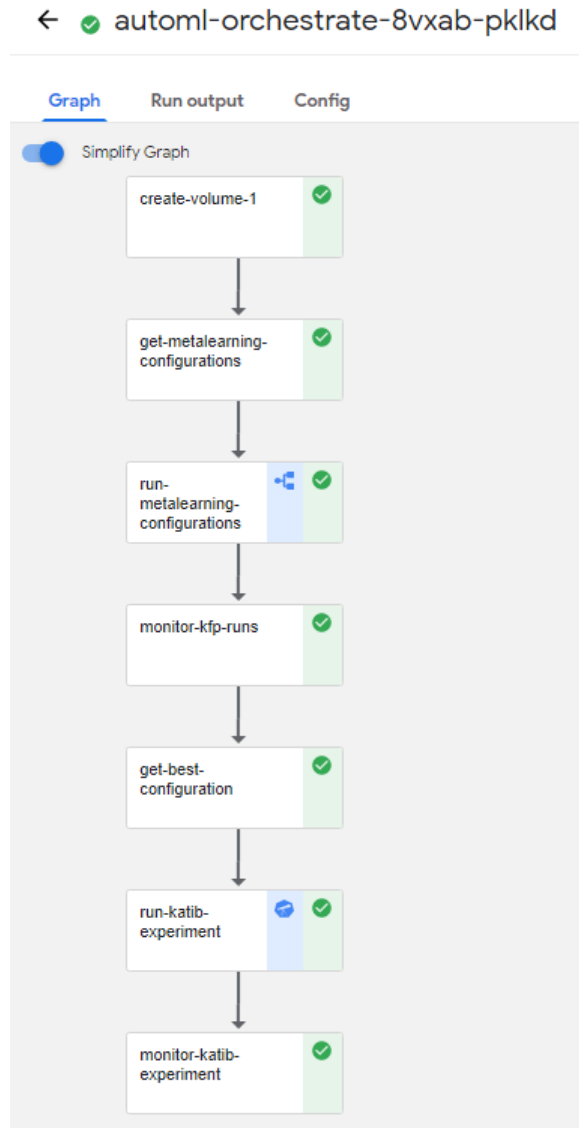 automl-orchestrate-8vxab-pklkd
Graph Run output Config
Simplify Graph
create-volume-1
get-metalearning-
configurations
run-
metalearning-
configurations
monitor-kfp-runs
get-best-
configuration
run-katib-
experiment
monitor-katib-
experiment